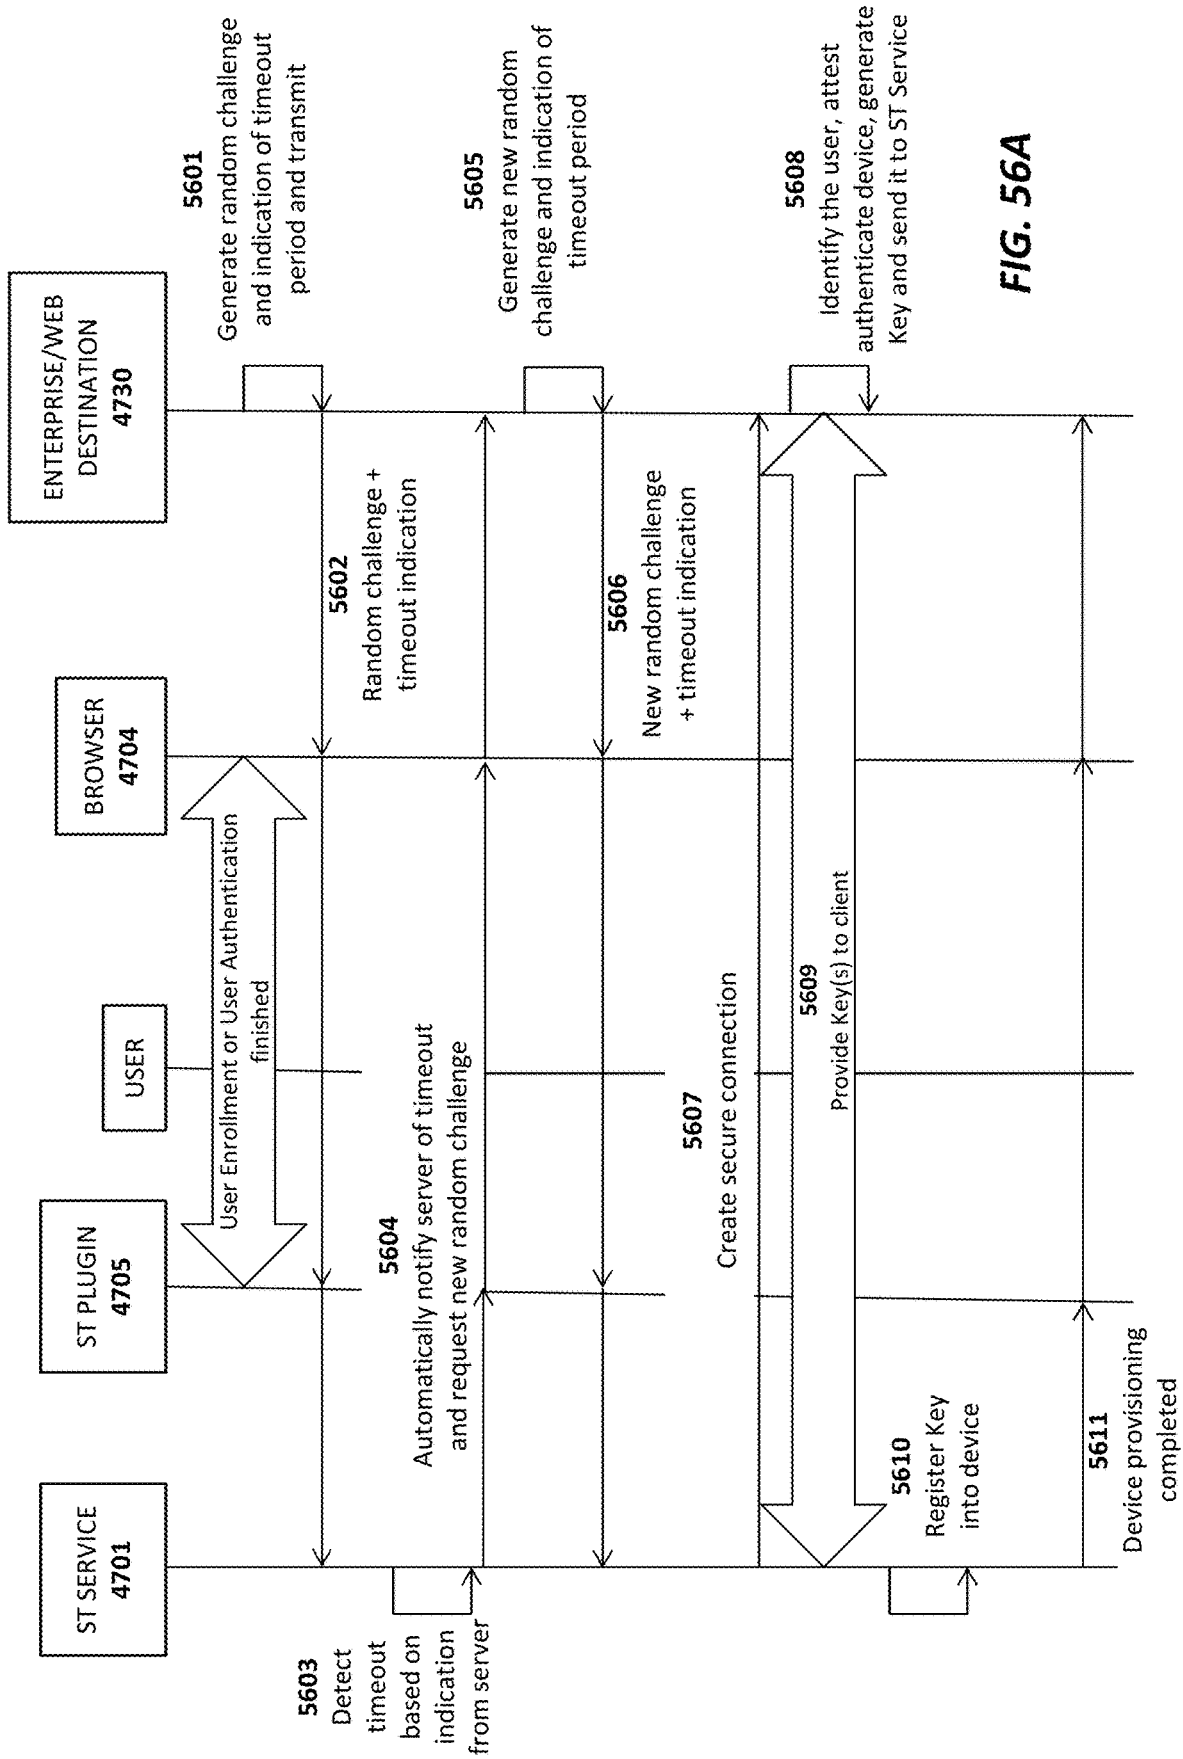 ST SERVICE
4701
ST PLUGIN
4705
USER
BROWSER
4704
ENTERPRISE/WEB
DESTINATION
4730
User Enrollment or User Authentication
finished
5601
Generate random challenge
and indication of timeout
period and transmit
5602
Random challenge +
timeout indication
5603
Detect
timeout
based on
indication
from server
5604
Automatically notify server of timeout
and request new random challenge
5605
Generate new random
challenge and indication of
timeout period
5606
New random challenge
+ timeout indication
5607
Create secure connection
5608
Identify the user, attest
authenticate device, generate
Key and send it to ST Service
5609
Provide Key(s) to client
5610
Register Key
into device
5611
Device provisioning
completed
FIG. 56A